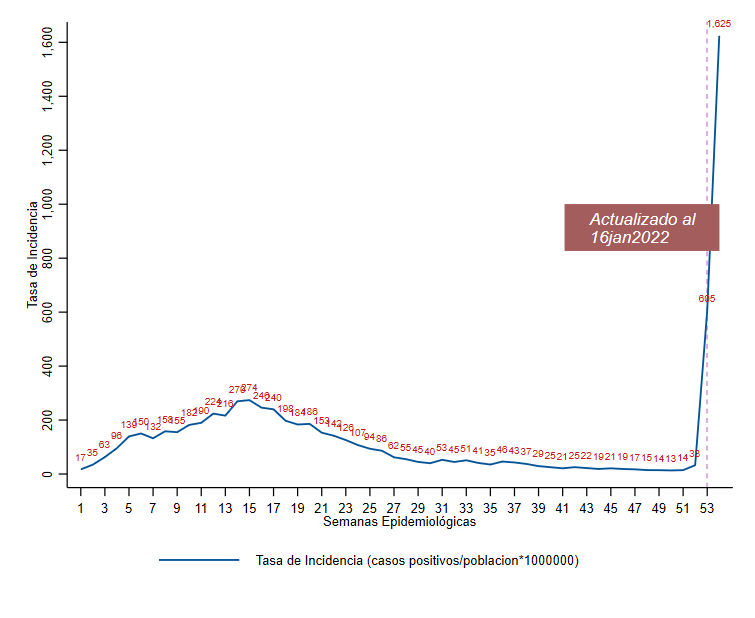 1,625
1,600
1,400
1,200
1,000
800
600
400
200
0
Tasa de Incidencia
Actualizado al
16jan2022
605
17 35 63 96 139 150 132 158 155 182 190 224 216 270 274 246 240 198 184 186 153 142 126 107 94 86 62 55 45 40 53 45 51 41 35 46 43 37 29 25 21 25 22 19 21 19 17 15 14 13 14 33
1 3 5 7 9 11 13 15 17 19 21 23 25 27 29 31 33 35 37 39 41 43 45 47 49 51 53
Semanas Epidemiológicas
Tasa de Incidencia (casos positivos/poblacion*1000000)